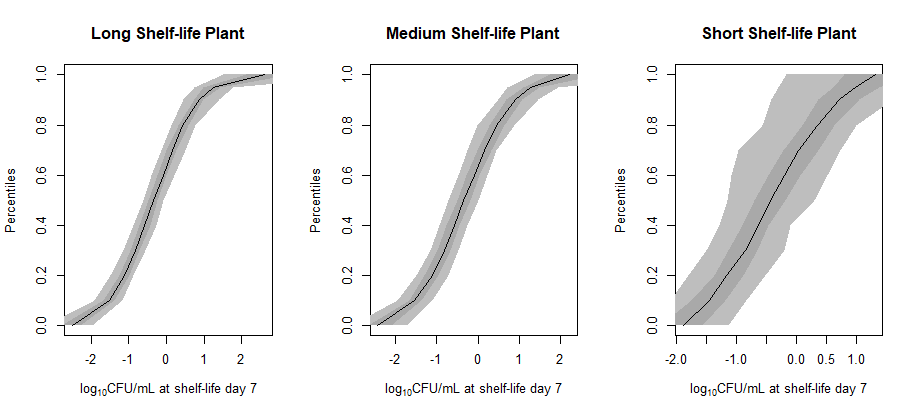 Long Shelf-life Plant
Percentiles
1.0
0.8
0.6
0.4
0.2
0.0
-2 -1 0 1 2
log10CFU/mL at shelf-life day 7
Medium Shelf-life Plant
Percentiles
1.0
0.8
0.6
0.4
0.2
0.0
-2 -1 0 1 2
log10CFU/mL at shelf-life day 7
Short Shelf-life Plant
Percentiles
1.0
0.8
0.6
0.4
0.2
0.0
-2.0 -1.0 0.0 0.5 1.0
log10CFU/mL at shelf-life day 7